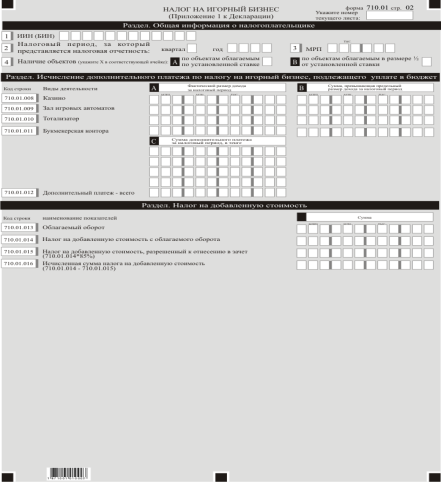 НАЛОГ НА ИГОРНЫЙ БИЗНЕС
(Приложение 1 к Декларации)
форма 710.01 стр. 02
Укажите номер
текущего листа:
Раздел. Общая информация о налогоплательщике
1 ИИН (БИН)
2 Налоговый период, за который
представляется налоговая отчетность: квартал год
3 МРП
4 Наличие объектов (укажите X в соответствующей ячейке):
A по объектам облагаемым
по установленной ставке
B по объектам облагаемым в размере ½
от установленной ставки
Раздел. Исчисление дополнительного платежа по налогу на игорный бизнес, подлежащего уплате в бюджет
Код строки Виды деятельности
A Фактический размер дохода
за налоговый период
B Сумма превышения предельного
размера дохода за налоговый период
710.01.008 Казино
710.01.009 Зал игровых автоматов
710.01.010 Тотализатор
710.01.011 Букмекерская контора
C Сумма дополнительного платежа
за налоговый период, в тенге
710.01.012 Дополнительный платеж - всего
Раздел. Налог на добавленную стоимость
Код строки наименование показателей
Сумма
710.01.013 Облагаемый оборот
710.01.014 Налог на добавленную стоимость с облагаемого оборота
710.01.015 Налог на добавленную стоимость, разрешенный к отнесению в зачет
(710.01.014*85%)
710.01.016 Исчисленная сумма налога на добавленную стоимость
(710.01.014 - 710.01.015)